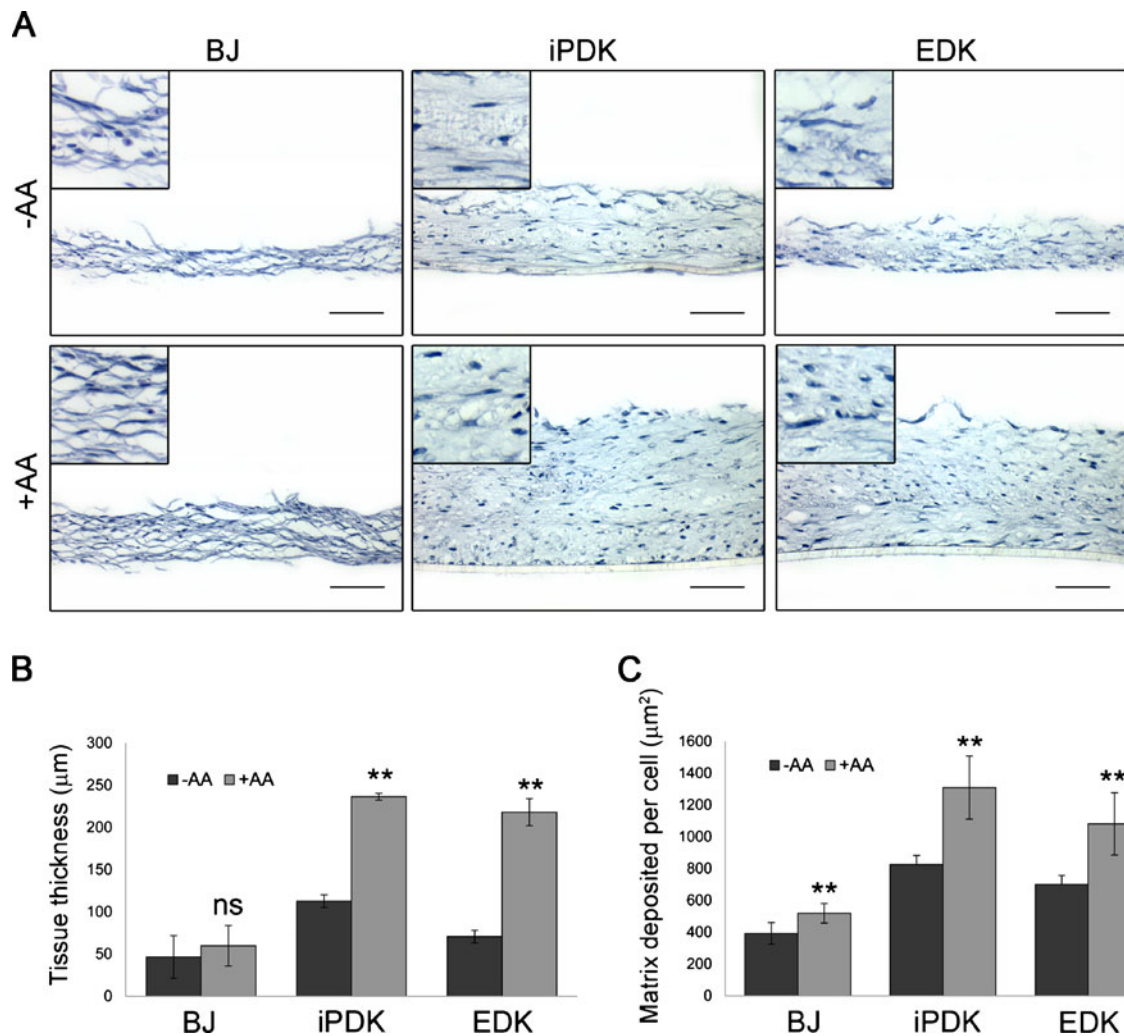 A
BJ iPDK EDK
-AA
+AA
B
Tissue thickness (μm)
300
250
200
150
100
50
0
-AA +AA
ns ** **
BJ iPDK EDK
C
Matrix deposited per cell (μm²)
1600
1400
1200
1000
800
600
400
200
0
-AA +AA
** ** **
BJ iPDK EDK